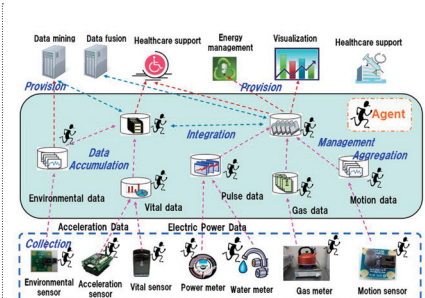 Data mining
Data fusion
Healthcare support
Energy
management
Visualization
Healthcare support
Provision
Provision
Agent
Integration
Management
Aggregation
Data
Accumulation
Environmental data
Vital data
Pulse data
Gas data
Motion data
Acceleration Data
Electric Power Data
Collection
Environmental
sensor
Acceleration
sensor
Vital sensor
Power meter
Water meter
Gas meter
Motion sensor